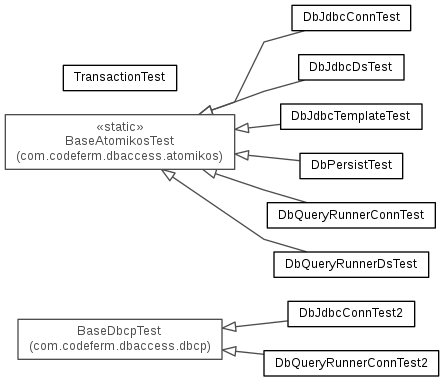 DbJdbcConnTest
DbJdbcDsTest
TransactionTest
DbJdbcTemplateTest
«static»
BaseAtomikosTest
(com.codeferm.dbaccess.atomikos)
DbPersistTest
DbQueryRunnerConnTest
DbQueryRunnerDsTest
DbJdbcConnTest2
BaseDbcpTest
(com.codeferm.dbaccess.dbcp)
DbQueryRunnerConnTest2